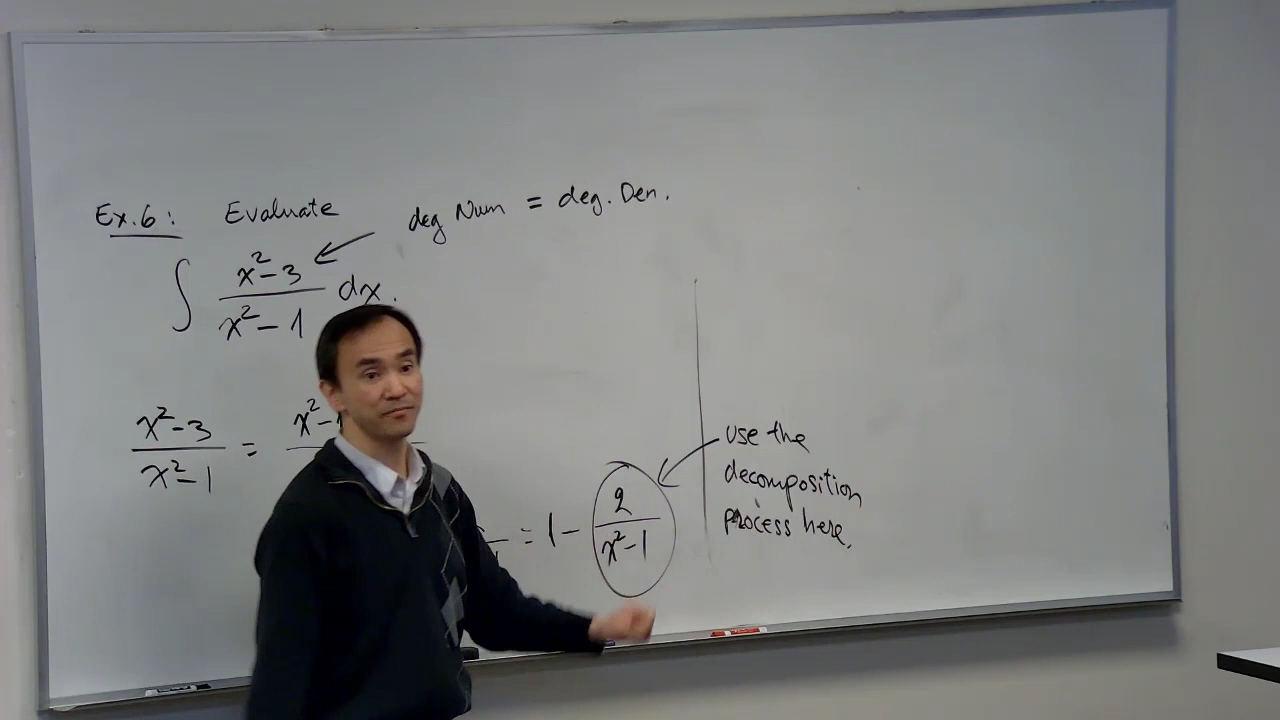 Ex.6: Evaluate
deg Num = deg. Den.
∫ x²-3 / x²-1 dx.
x²-3 / x²-1 = x²-
= 1 - 2 / x²-1
use the
decomposition
process here.